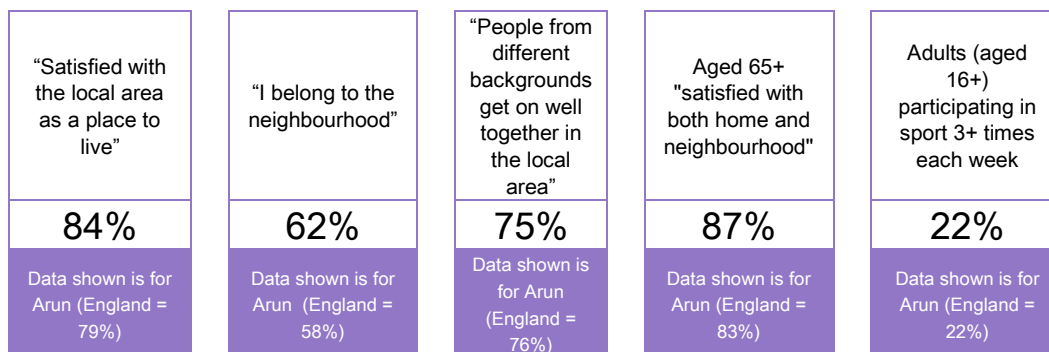 “Satisfied with
the local area
as a place to
live”
84%
Data shown is for
Arun (England =
79%)
“I belong to the
neighbourhood”
62%
Data shown is for
Arun  (England =
58%)
“People from
different
backgrounds
get on well
together in
the local
area”
75%
Data shown is
for Arun
(England =
76%)
Aged 65+
"satisfied with
both home and
neighbourhood"
87%
Data shown is for
Arun (England =
83%)
Adults (aged
16+)
participating in
sport 3+ times
each week
22%
Data shown is for
Arun (England =
22%)